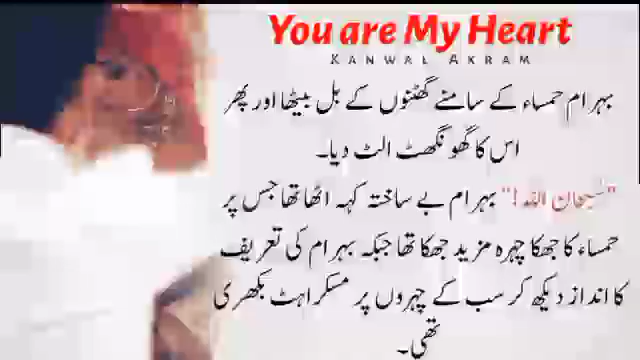 You are My Heart
KANWAL AKRAM
بہرام حمساء کے سامنے گھٹنوں کے بل بیٹھا اور پھر
اس کا گھونگھٹ الٹ دیا۔
"سُبحان اللہ!" بہرام بے ساختہ کہہ اٹھا تھا جس پر
حمساء کا جھکا چہرہ مزید جھکا تھا جبکہ بہرام کی تعریف
کا انداز دیکھ کر سب کے چہروں پر مسکراہٹ بکھری
تھی۔